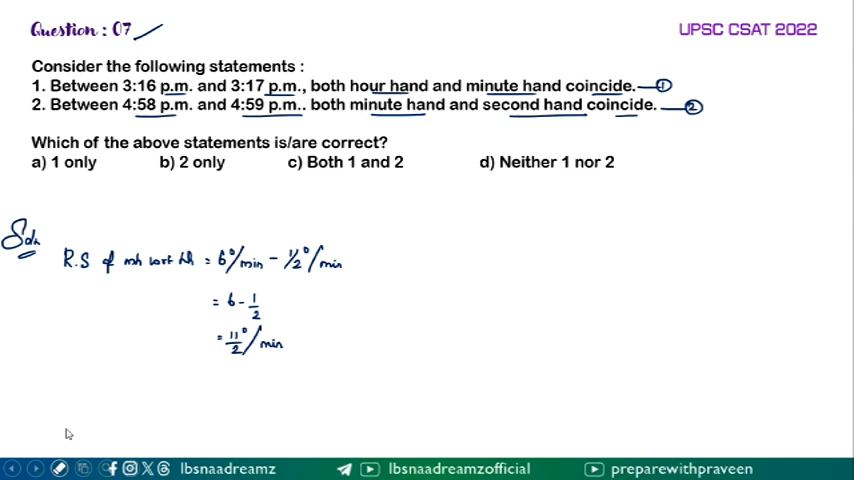 Question : 07
UPSC CSAT 2022
Consider the following statements :
1. Between 3:16 p.m. and 3:17 p.m., both hour hand and minute hand coincide. 1
2. Between 4:58 p.m. and 4:59 p.m.. both minute hand and second hand coincide. 2
Which of the above statements is/are correct?
a) 1 only b) 2 only c) Both 1 and 2 d) Neither 1 nor 2
Soln
R.S of mh wrt hh = 6°/min - 1/2°/min
= 6 - 1/2
= 11/2°/min
lbsnaadreamz lbsnaadreamzofficial preparewithpraveen